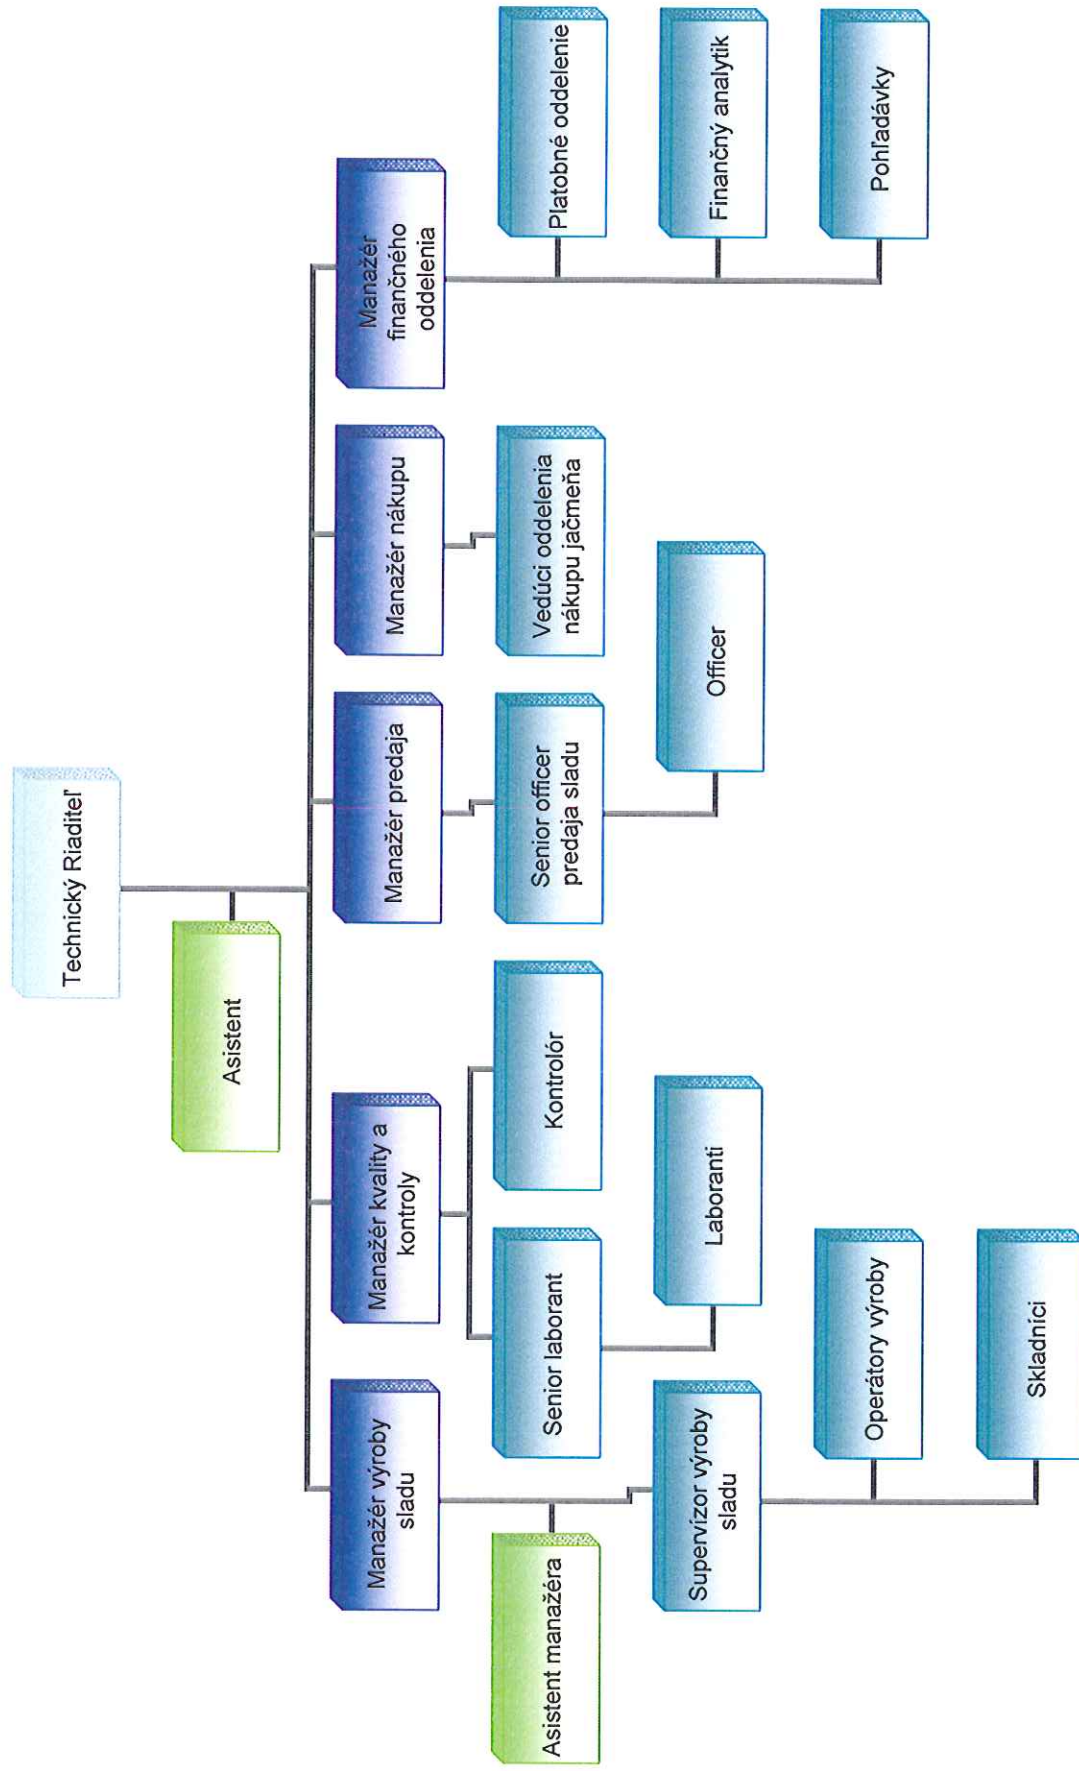 Technický Riaditeľ
Asistent
Manažér výroby
sladu
Manažér kvality a
kontroly
Manažér predaja
Manažér nákupu
Manažér
finančného
oddelenia
Asistent manažéra
Senior laborant
Kontrolór
Senior officer
predaja sladu
Vedúci oddelenia
nákupu jačmeňa
Platobné oddelenie
Supervízor výroby
sladu
Laboranti
Officer
Finančný analytik
Operátory výroby
Pohľadávky
Skladníci